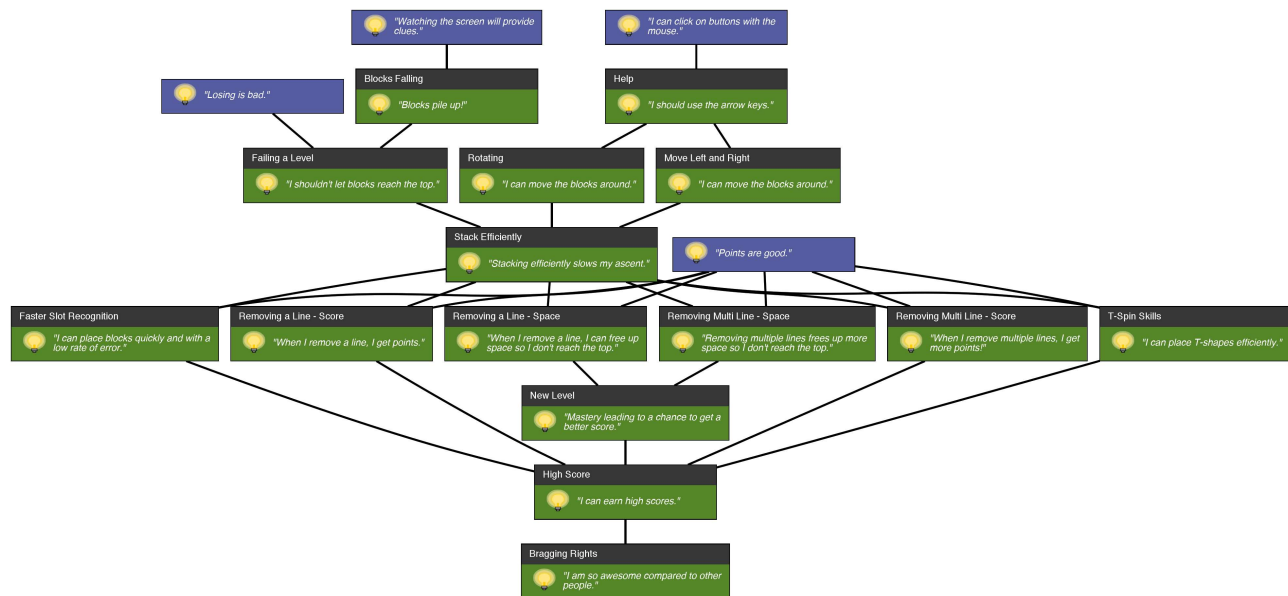 "Watching the screen will provide
clues."
"I can click on buttons with the
mouse."
"Losing is bad."
Blocks Falling
"Blocks pile up!"
Help
"I should use the arrow keys."
Failing a Level
"I shouldn't let blocks reach the top."
Rotating
"I can move the blocks around."
Move Left and Right
"I can move the blocks around."
Stack Efficiently
"Stacking efficiently slows my ascent."
"Points are good."
Faster Slot Recognition
"I can place blocks quickly and with a
low rate of error."
Removing a Line - Score
"When I remove a line, I get points."
Removing a Line - Space
"When I remove a line, I can free up
space so I don't reach the top."
Removing Multi Line - Space
"Removing multiple lines frees up more
space so I don't reach the top."
Removing Multi Line - Score
"When I remove multiple lines, I get
more points!"
T-Spin Skills
"I can place T-shapes efficiently."
New Level
"Mastery leading to a chance to get a
better score."
High Score
"I can earn high scores."
Bragging Rights
"I am so awesome compared to other
people."